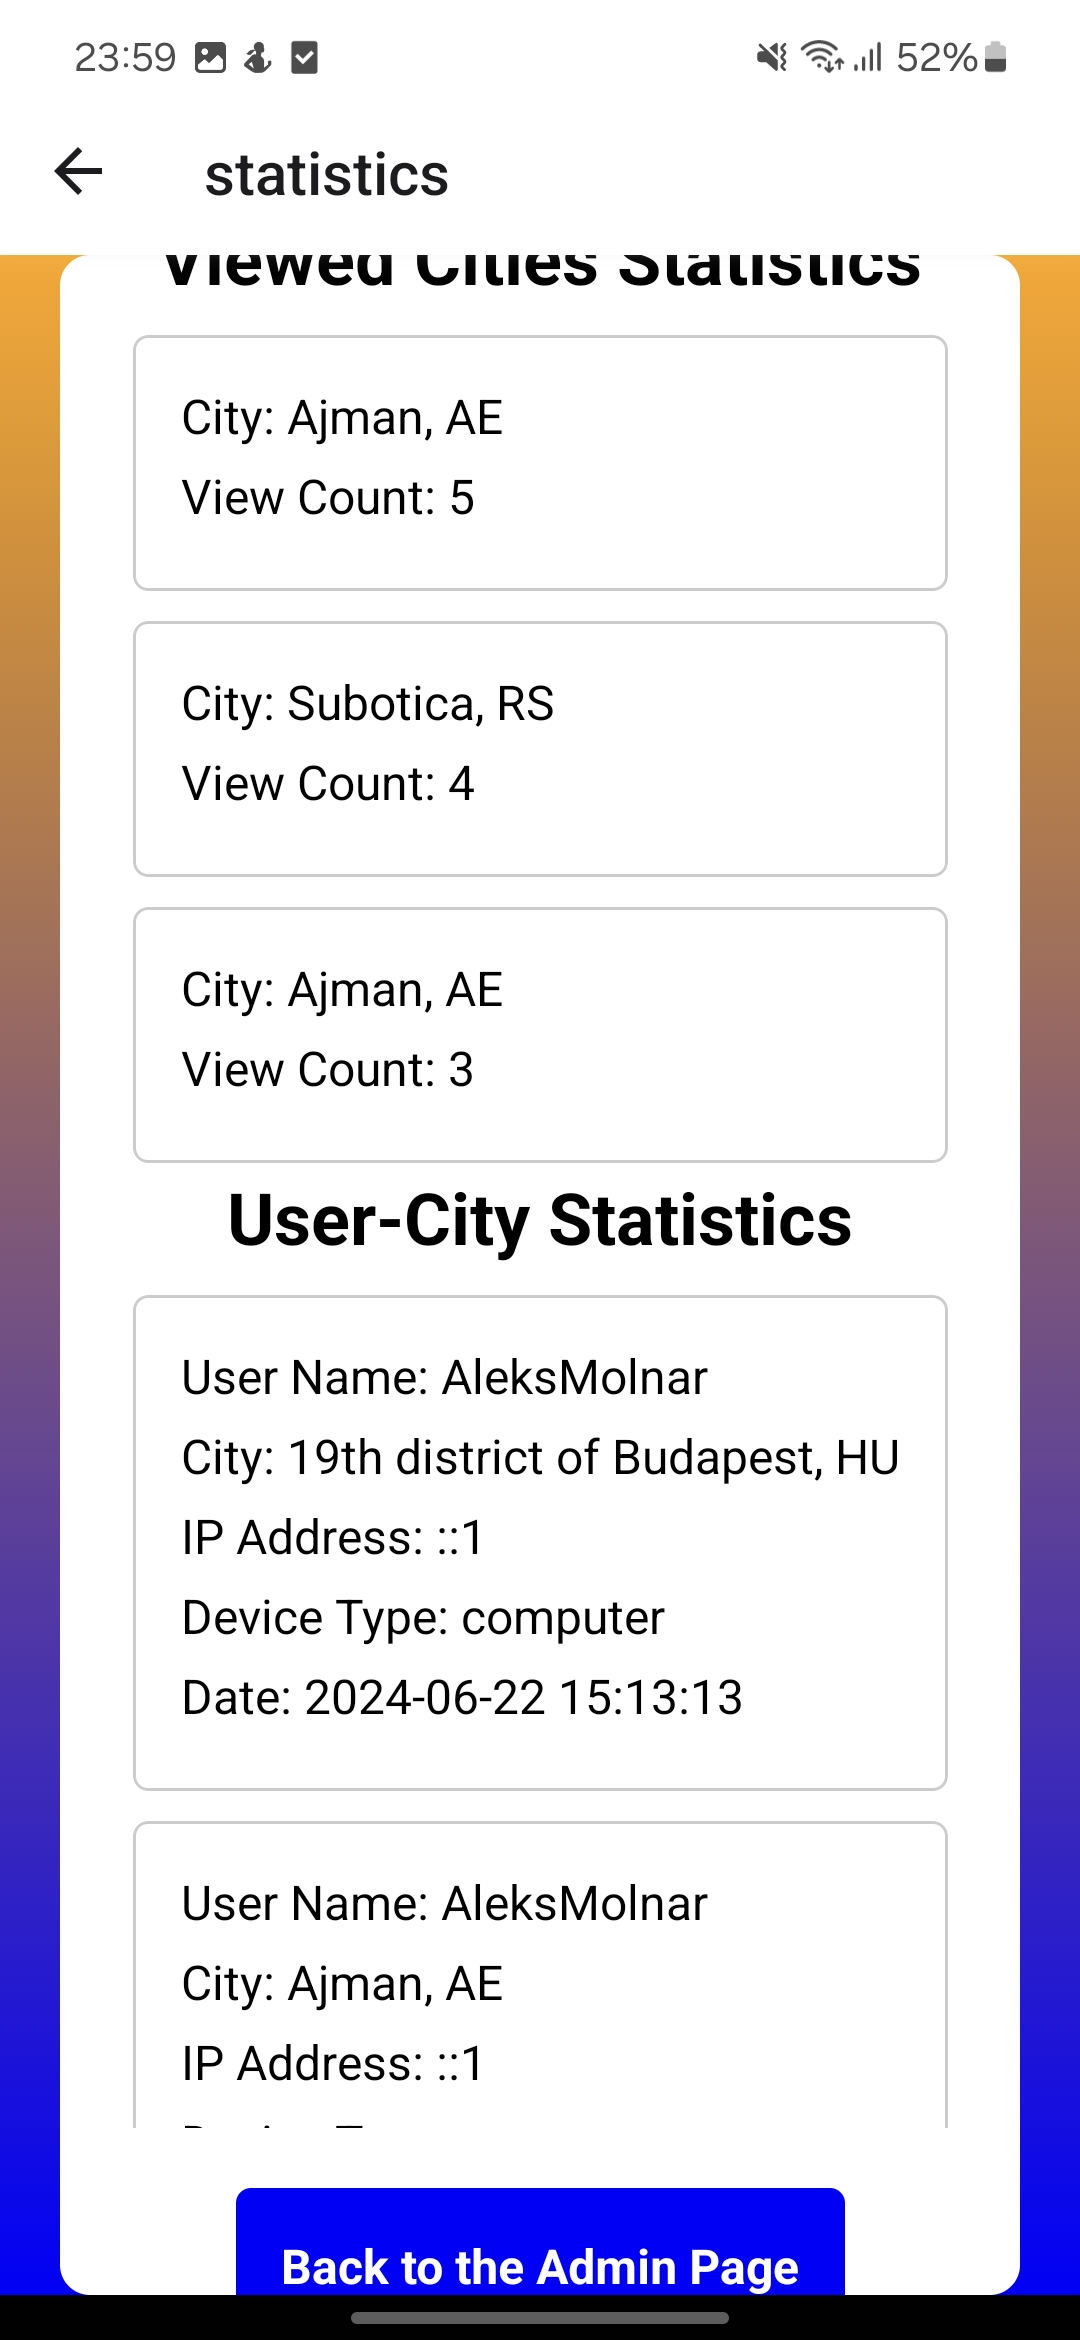 23:59
52%
statistics
Viewed Cities Statistics
City: Ajman, AE
View Count: 5
City: Subotica, RS
View Count: 4
City: Ajman, AE
View Count: 3
User-City Statistics
User Name: AleksMolnar
City: 19th district of Budapest, HU
IP Address: ::1
Device Type: computer
Date: 2024-06-22 15:13:13
User Name: AleksMolnar
City: Ajman, AE
IP Address: ::1
Back to the Admin Page